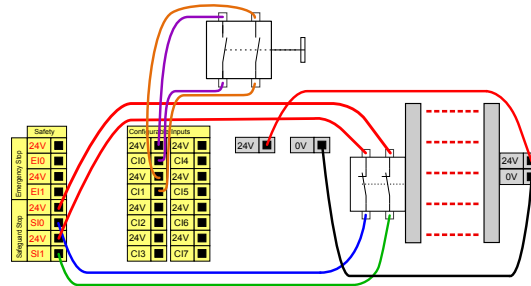 Safety
Emergency Stop
24V
EI0
24V
EI1
Safeguard Stop
24V
SI0
24V
SI1
Configurable Inputs
24V 24V
CI0 CI4
24V 24V
CI1 CI5
24V 24V
CI2 CI6
24V 24V
CI3 CI7
24V 0V
24V
0V